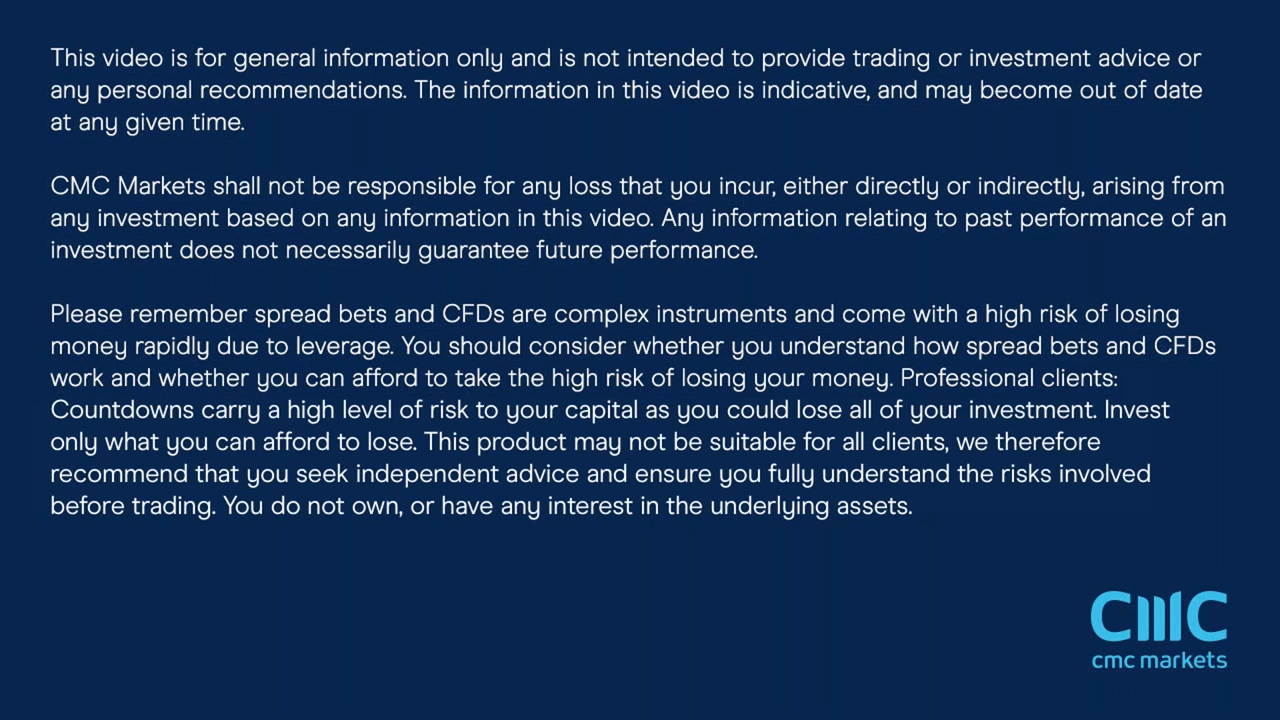 This video is for general information only and is not intended to provide trading or investment advice or
any personal recommendations. The information in this video is indicative, and may become out of date
at any given time.
CMC Markets shall not be responsible for any loss that you incur, either directly or indirectly, arising from
any investment based on any information in this video. Any information relating to past performance of an
investment does not necessarily guarantee future performance.
Please remember spread bets and CFDs are complex instruments and come with a high risk of losing
money rapidly due to leverage. You should consider whether you understand how spread bets and CFDs
work and whether you can afford to take the high risk of losing your money. Professional clients:
Countdowns carry a high level of risk to your capital as you could lose all of your investment. Invest
only what you can afford to lose. This product may not be suitable for all clients, we therefore
recommend that you seek independent advice and ensure you fully understand the risks involved
before trading. You do not own, or have any interest in the underlying assets.
CMC
cmc markets